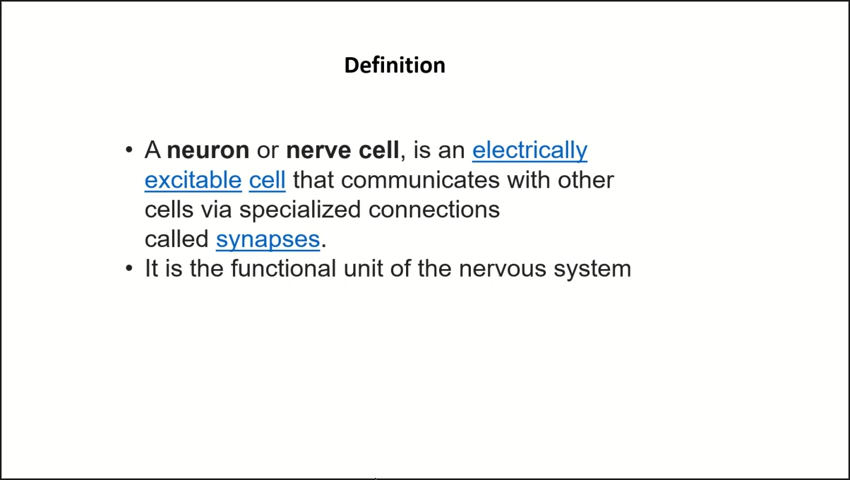 Definition
• A neuron or nerve cell, is an electrically
excitable cell that communicates with other
cells via specialized connections
called synapses.
• It is the functional unit of the nervous system